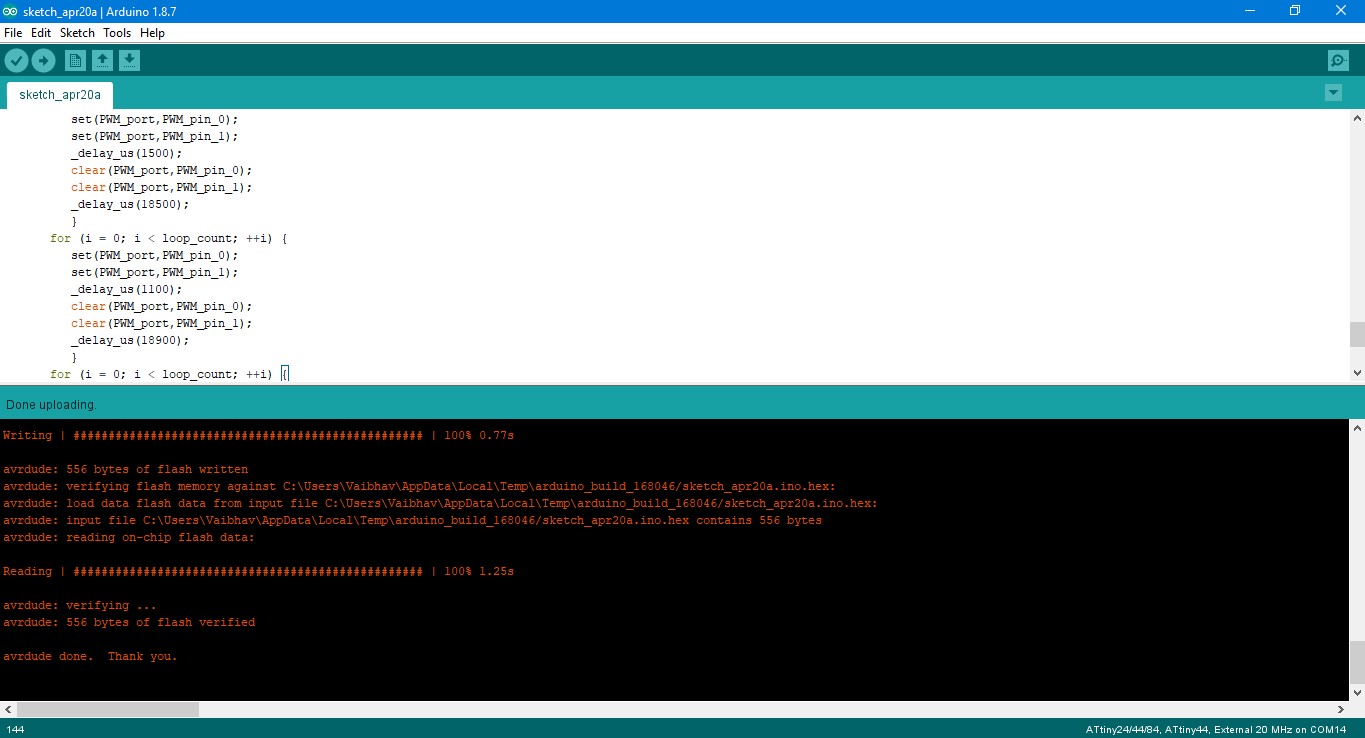 sketch_apr20a | Arduino 1.8.7
File Edit Sketch Tools Help
sketch_apr20a
set(PWM_port,PWM_pin_0);
set(PWM_port,PWM_pin_1);
_delay_us(1500);
clear(PWM_port,PWM_pin_0);
clear(PWM_port,PWM_pin_1);
_delay_us(18500);
}
for (i = 0; i < loop_count; ++i) {
set(PWM_port,PWM_pin_0);
set(PWM_port,PWM_pin_1);
_delay_us(1100);
clear(PWM_port,PWM_pin_0);
clear(PWM_port,PWM_pin_1);
_delay_us(18900);
}
for (i = 0; i < loop_count; ++i) {
Done uploading.
Writing | ################################################## | 100% 0.77s
avrdude: 556 bytes of flash written
avrdude: verifying flash memory against C:\Users\Vaibhav\AppData\Local\Temp\arduino_build_168046/sketch_apr20a.ino.hex:
avrdude: load data flash data from input file C:\Users\Vaibhav\AppData\Local\Temp\arduino_build_168046/sketch_apr20a.ino.hex:
avrdude: input file C:\Users\Vaibhav\AppData\Local\Temp\arduino_build_168046/sketch_apr20a.ino.hex contains 556 bytes
avrdude: reading on-chip flash data:
Reading | ################################################## | 100% 1.25s
avrdude: verifying ...
avrdude: 556 bytes of flash verified
avrdude done.  Thank you.
144
ATtiny24/44/84, ATtiny44, External 20 MHz on COM14